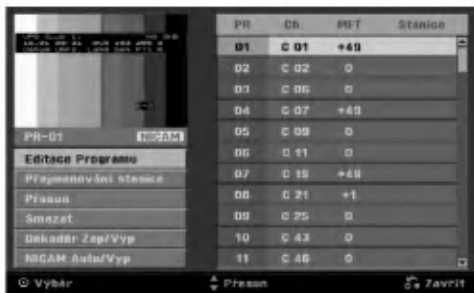 PR Ch. MFT Stanice
01 C 01 +49
02 C 02 0
03 C 06 0
04 C 07 +49
05 C 09 0
06 C 11 0
07 C 19 +49
08 C 21 +1
09 C 25 0
10 C 43 0
11 C 46 0
PR-01 NICAM
Editace Programu
Přejmenování stanice
Přesun
Smazat
Dekodér Zap/Vyp
NICAM Auto/Vyp
Výběr
Přesun
Zavřít